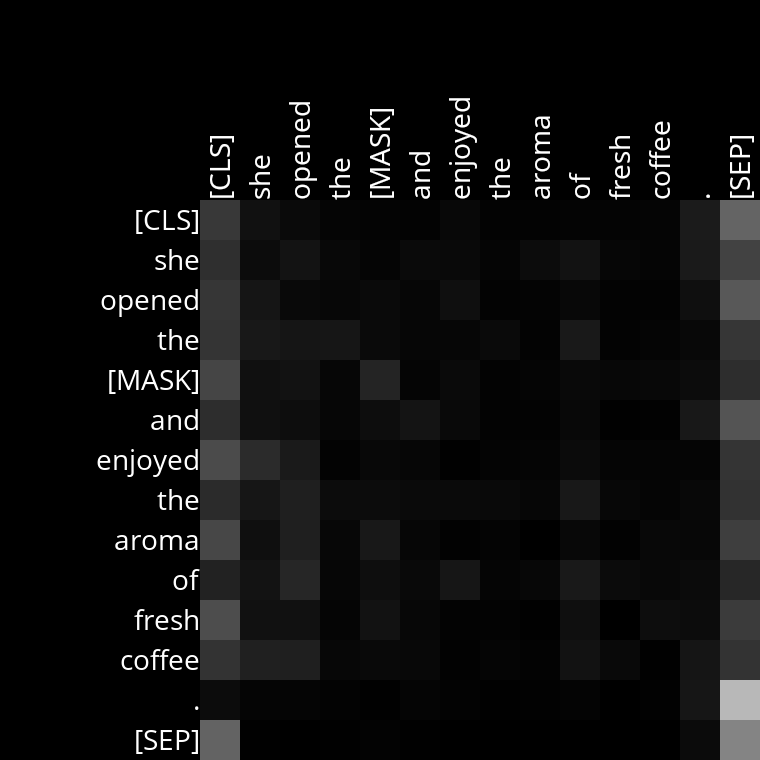 [CLS] she opened the [MASK] and enjoyed the aroma of fresh coffee . [SEP]
[CLS]
she
opened
the
[MASK]
and
enjoyed
the
aroma
of
fresh
coffee
.
[SEP]